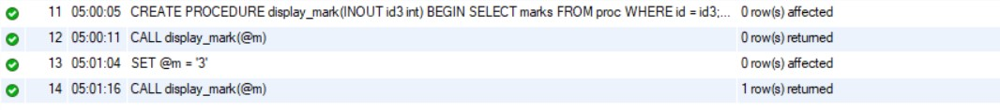 11 05:00:05 CREATE PROCEDURE display_mark(INOUT id3 int) BEGIN SELECT marks FROM proc WHERE id = id3;... 0 row(s) affected
12 05:00:11 CALL display_mark(@m) 0 row(s) returned
13 05:01:04 SET @m = '3' 0 row(s) affected
14 05:01:16 CALL display_mark(@m) 1 row(s) returned